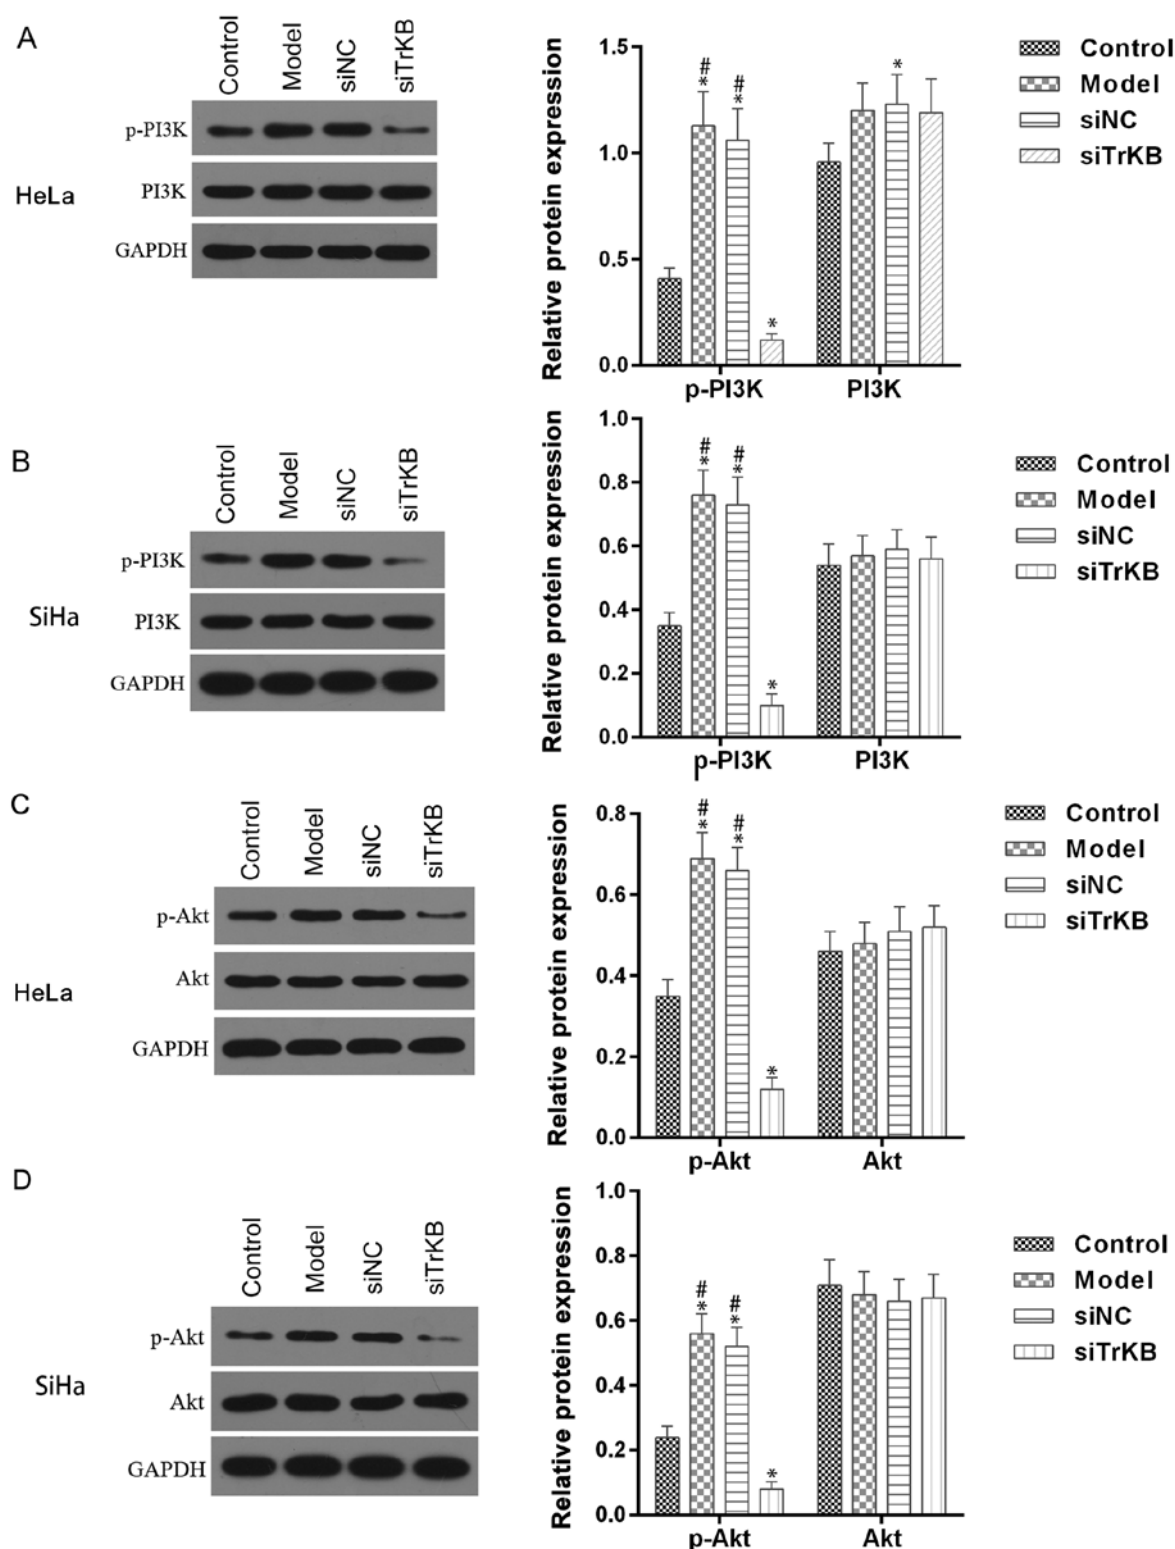 A
Control
Model
siNC
siTrKB
p-PI3K
PI3K
GAPDH
HeLa
Relative protein expression
1.5
1.0
0.5
0.0
#
*
#
*
*
*
p-PI3K
PI3K
Control
Model
siNC
siTrKB
B
Control
Model
siNC
siTrKB
p-PI3K
PI3K
GAPDH
SiHa
Relative protein expression
1.0
0.8
0.6
0.4
0.2
0.0
#
*
#
*
*
p-PI3K
PI3K
Control
Model
siNC
siTrKB
C
Control
Model
siNC
siTrKB
p-Akt
Akt
GAPDH
HeLa
Relative protein expression
0.8
0.6
0.4
0.2
0.0
#
*
#
*
*
p-Akt
Akt
Control
Model
siNC
siTrKB
D
Control
Model
siNC
siTrKB
p-Akt
Akt
GAPDH
SiHa
Relative protein expression
1.0
0.8
0.6
0.4
0.2
0.0
#
*
#
*
*
p-Akt
Akt
Control
Model
siNC
siTrKB